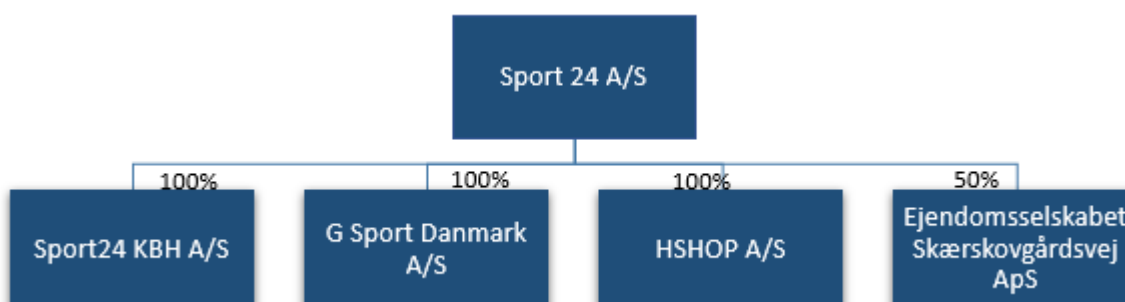 Sport 24 A/S
100%
100%
100%
50%
Sport24 KBH A/S
G Sport Danmark
A/S
HSHOP A/S
Ejendomsselskabet
Skærskovgårdsvej
ApS